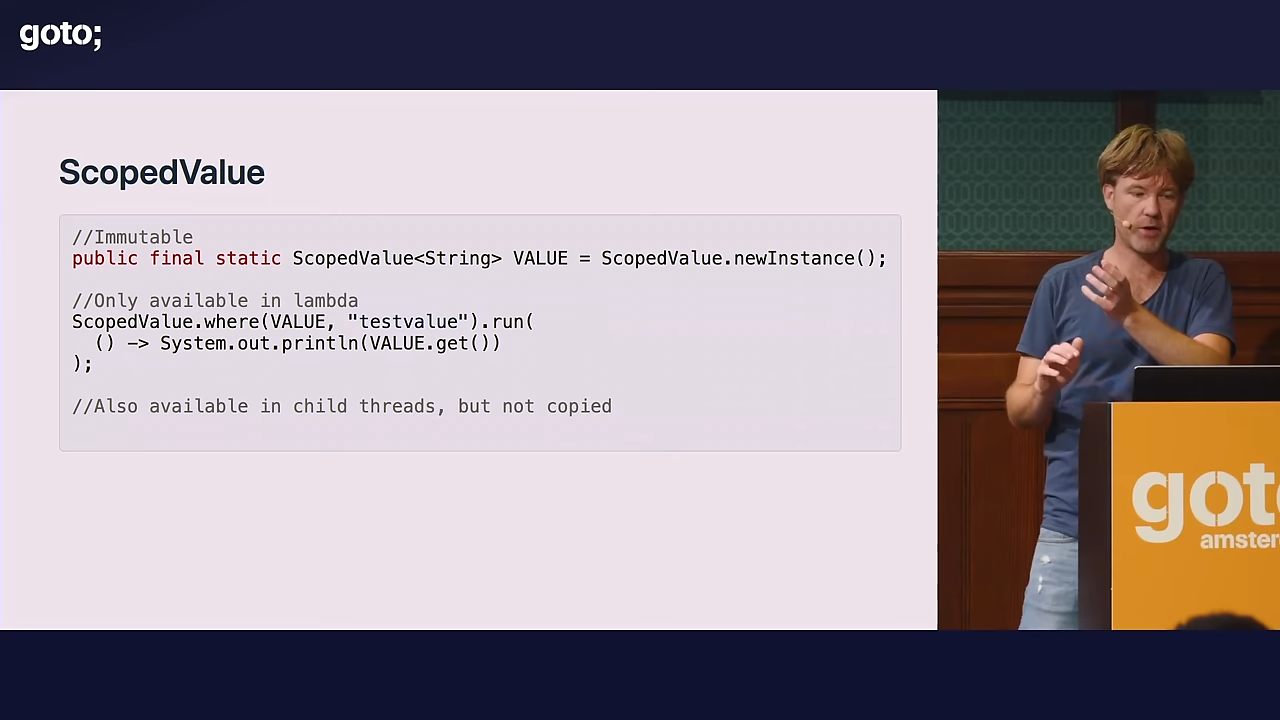 goto;
ScopedValue
//Immutable
public final static ScopedValue<String> VALUE = ScopedValue.newInstance();
//Only available in lambda
ScopedValue.where(VALUE, "testvalue").run(
() -> System.out.println(VALUE.get())
);
//Also available in child threads, but not copied
goto
amster